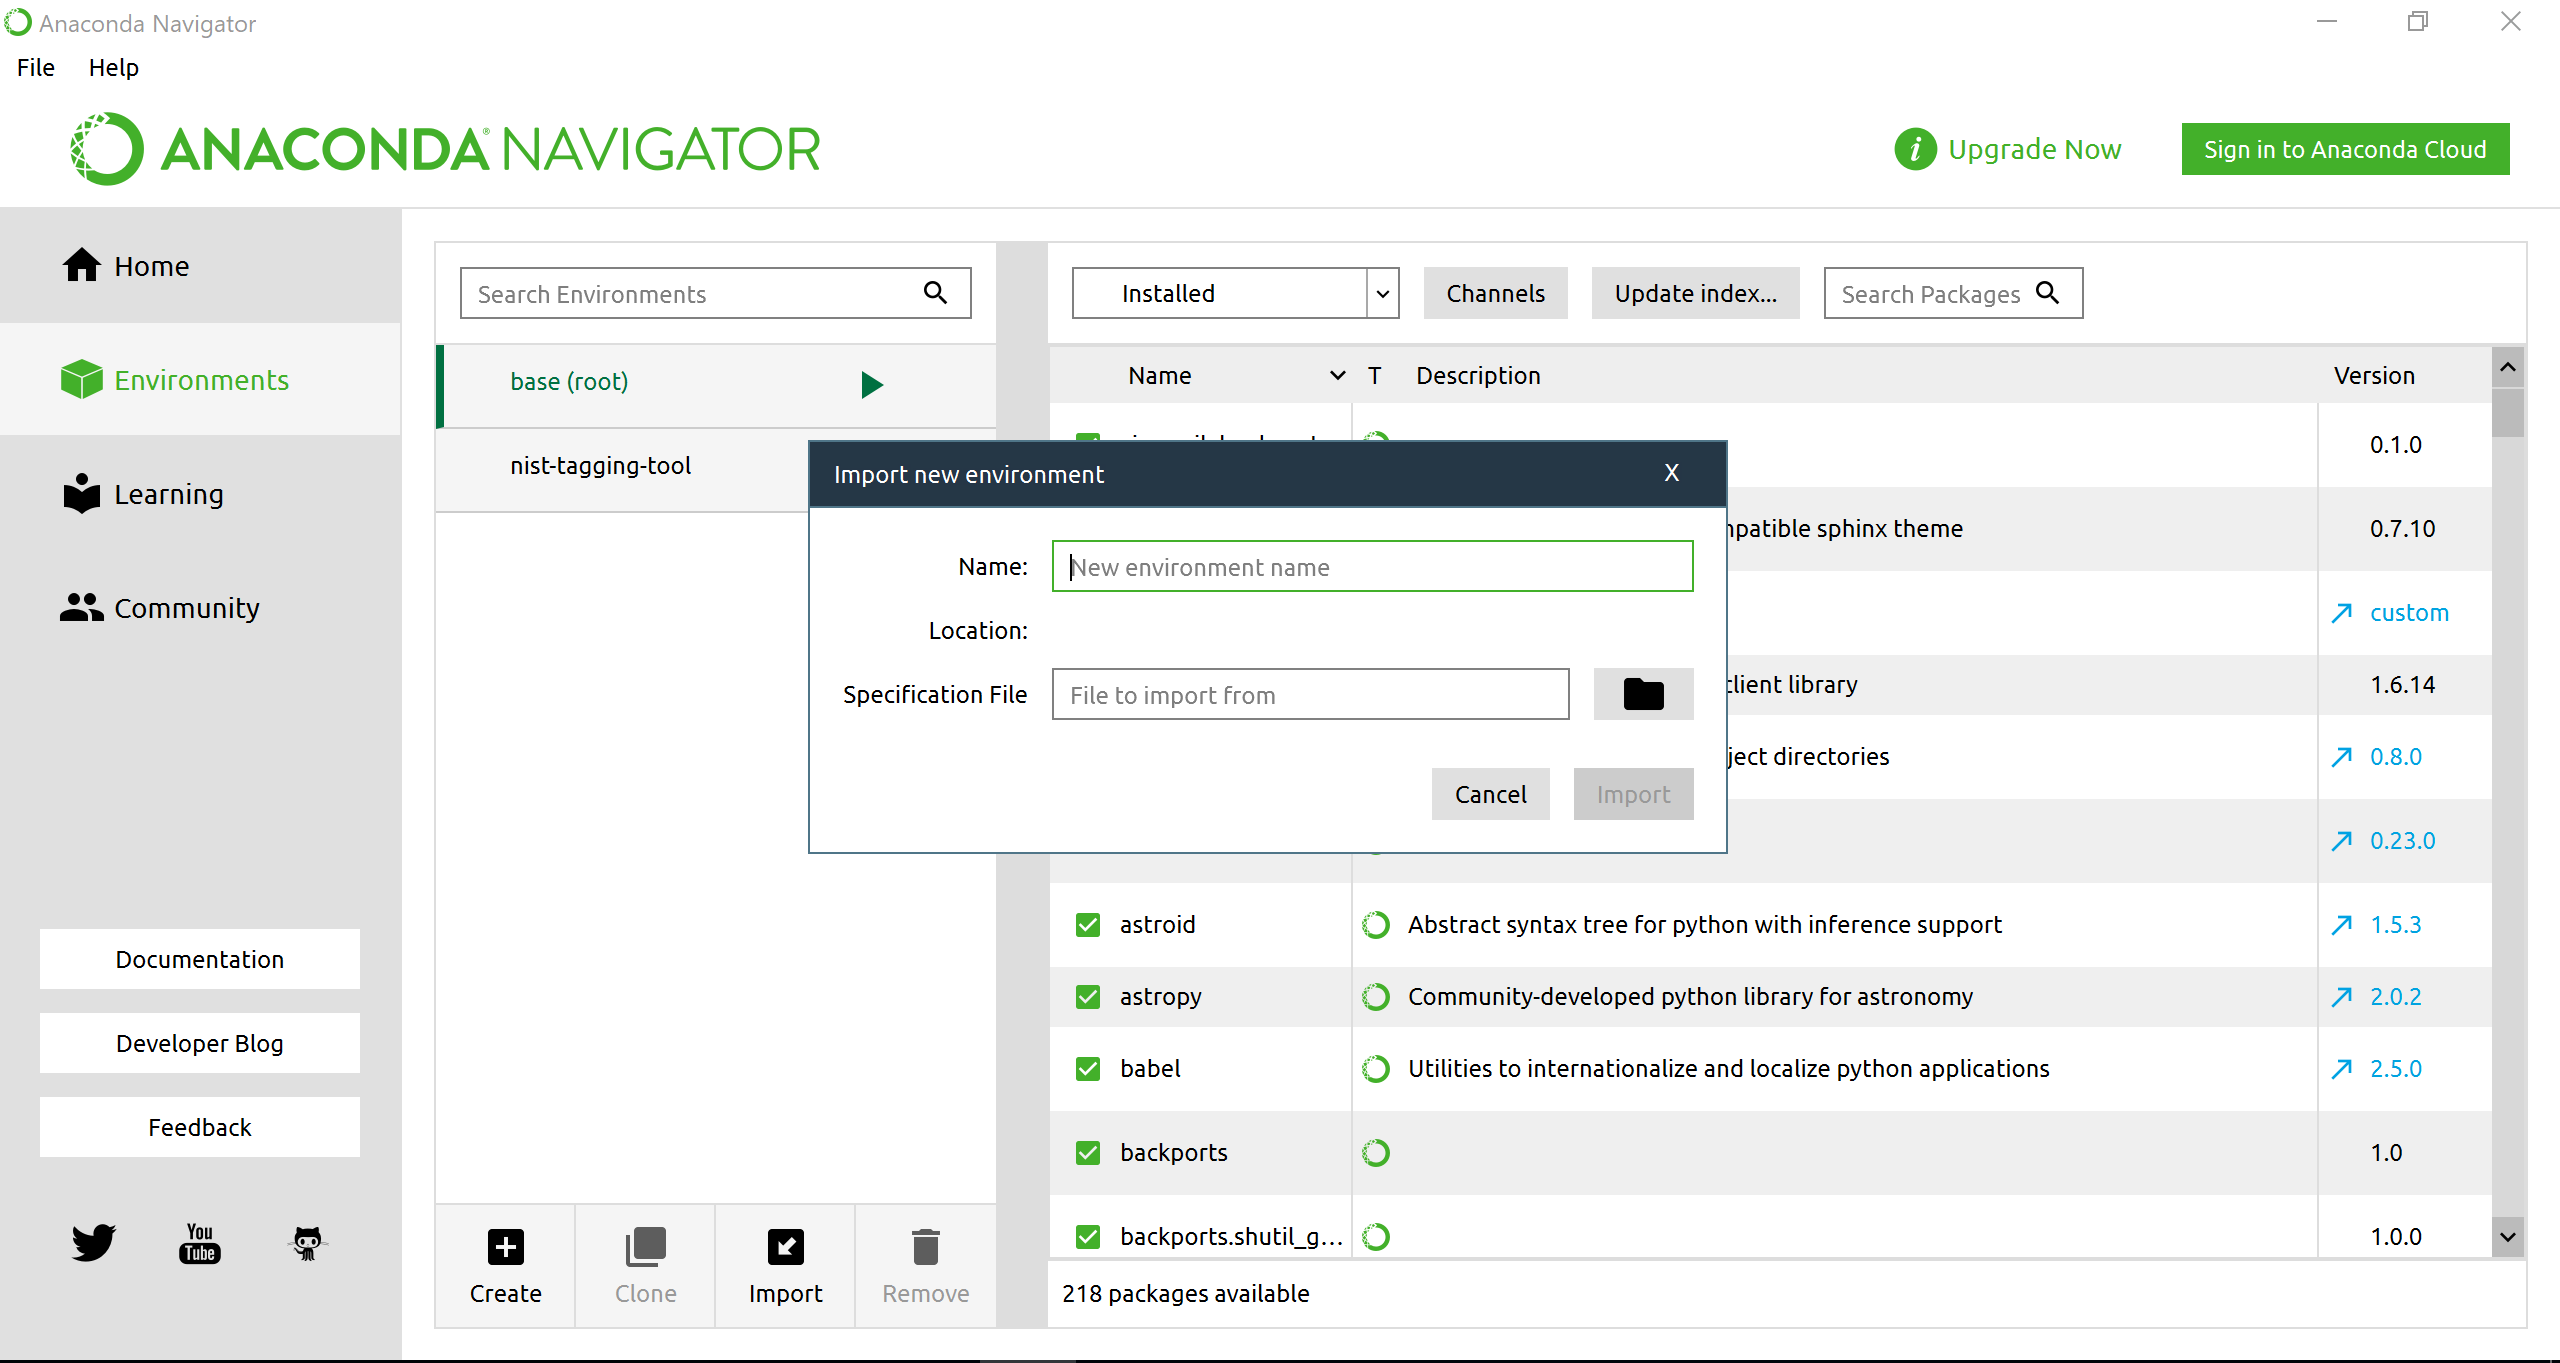 Anaconda Navigator
File Help
ANACONDA NAVIGATOR
Upgrade Now
Sign in to Anaconda Cloud
Home
Environments
Learning
Community
Documentation
Developer Blog
Feedback
You
Tube
Search Environments
base (root)
nist-tagging-tool
Create
Clone
Import
Remove
Installed
Channels
Update index...
Search Packages
Name T Description Version
0.1.0
sphinx theme 0.7.10
custom
library 1.6.14
directories 0.8.0
0.23.0
astroid Abstract syntax tree for python with inference support 1.5.3
astropy Community-developed python library for astronomy 2.0.2
babel Utilities to internationalize and localize python applications 2.5.0
backports 1.0
backports.shutil_g... 1.0.0
218 packages available
Import new environment X
Name: New environment name
Location:
Specification File File to import from
Cancel
Import